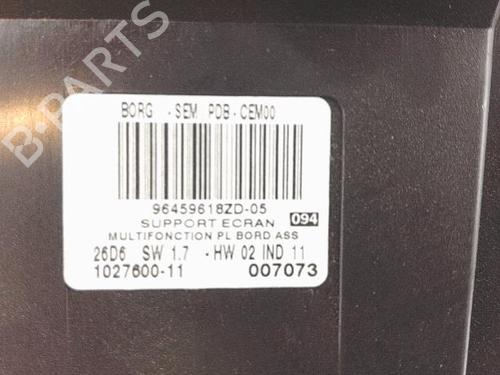 BORG -SEM PDB-CEM00
96459618ZD-05
SUPPORT ECRAN 094
MULTIFONCTION PL BORD ASS
26D6 SW 1.7 -HW 02 IND 11
1027600-11 007073
B-PARTS